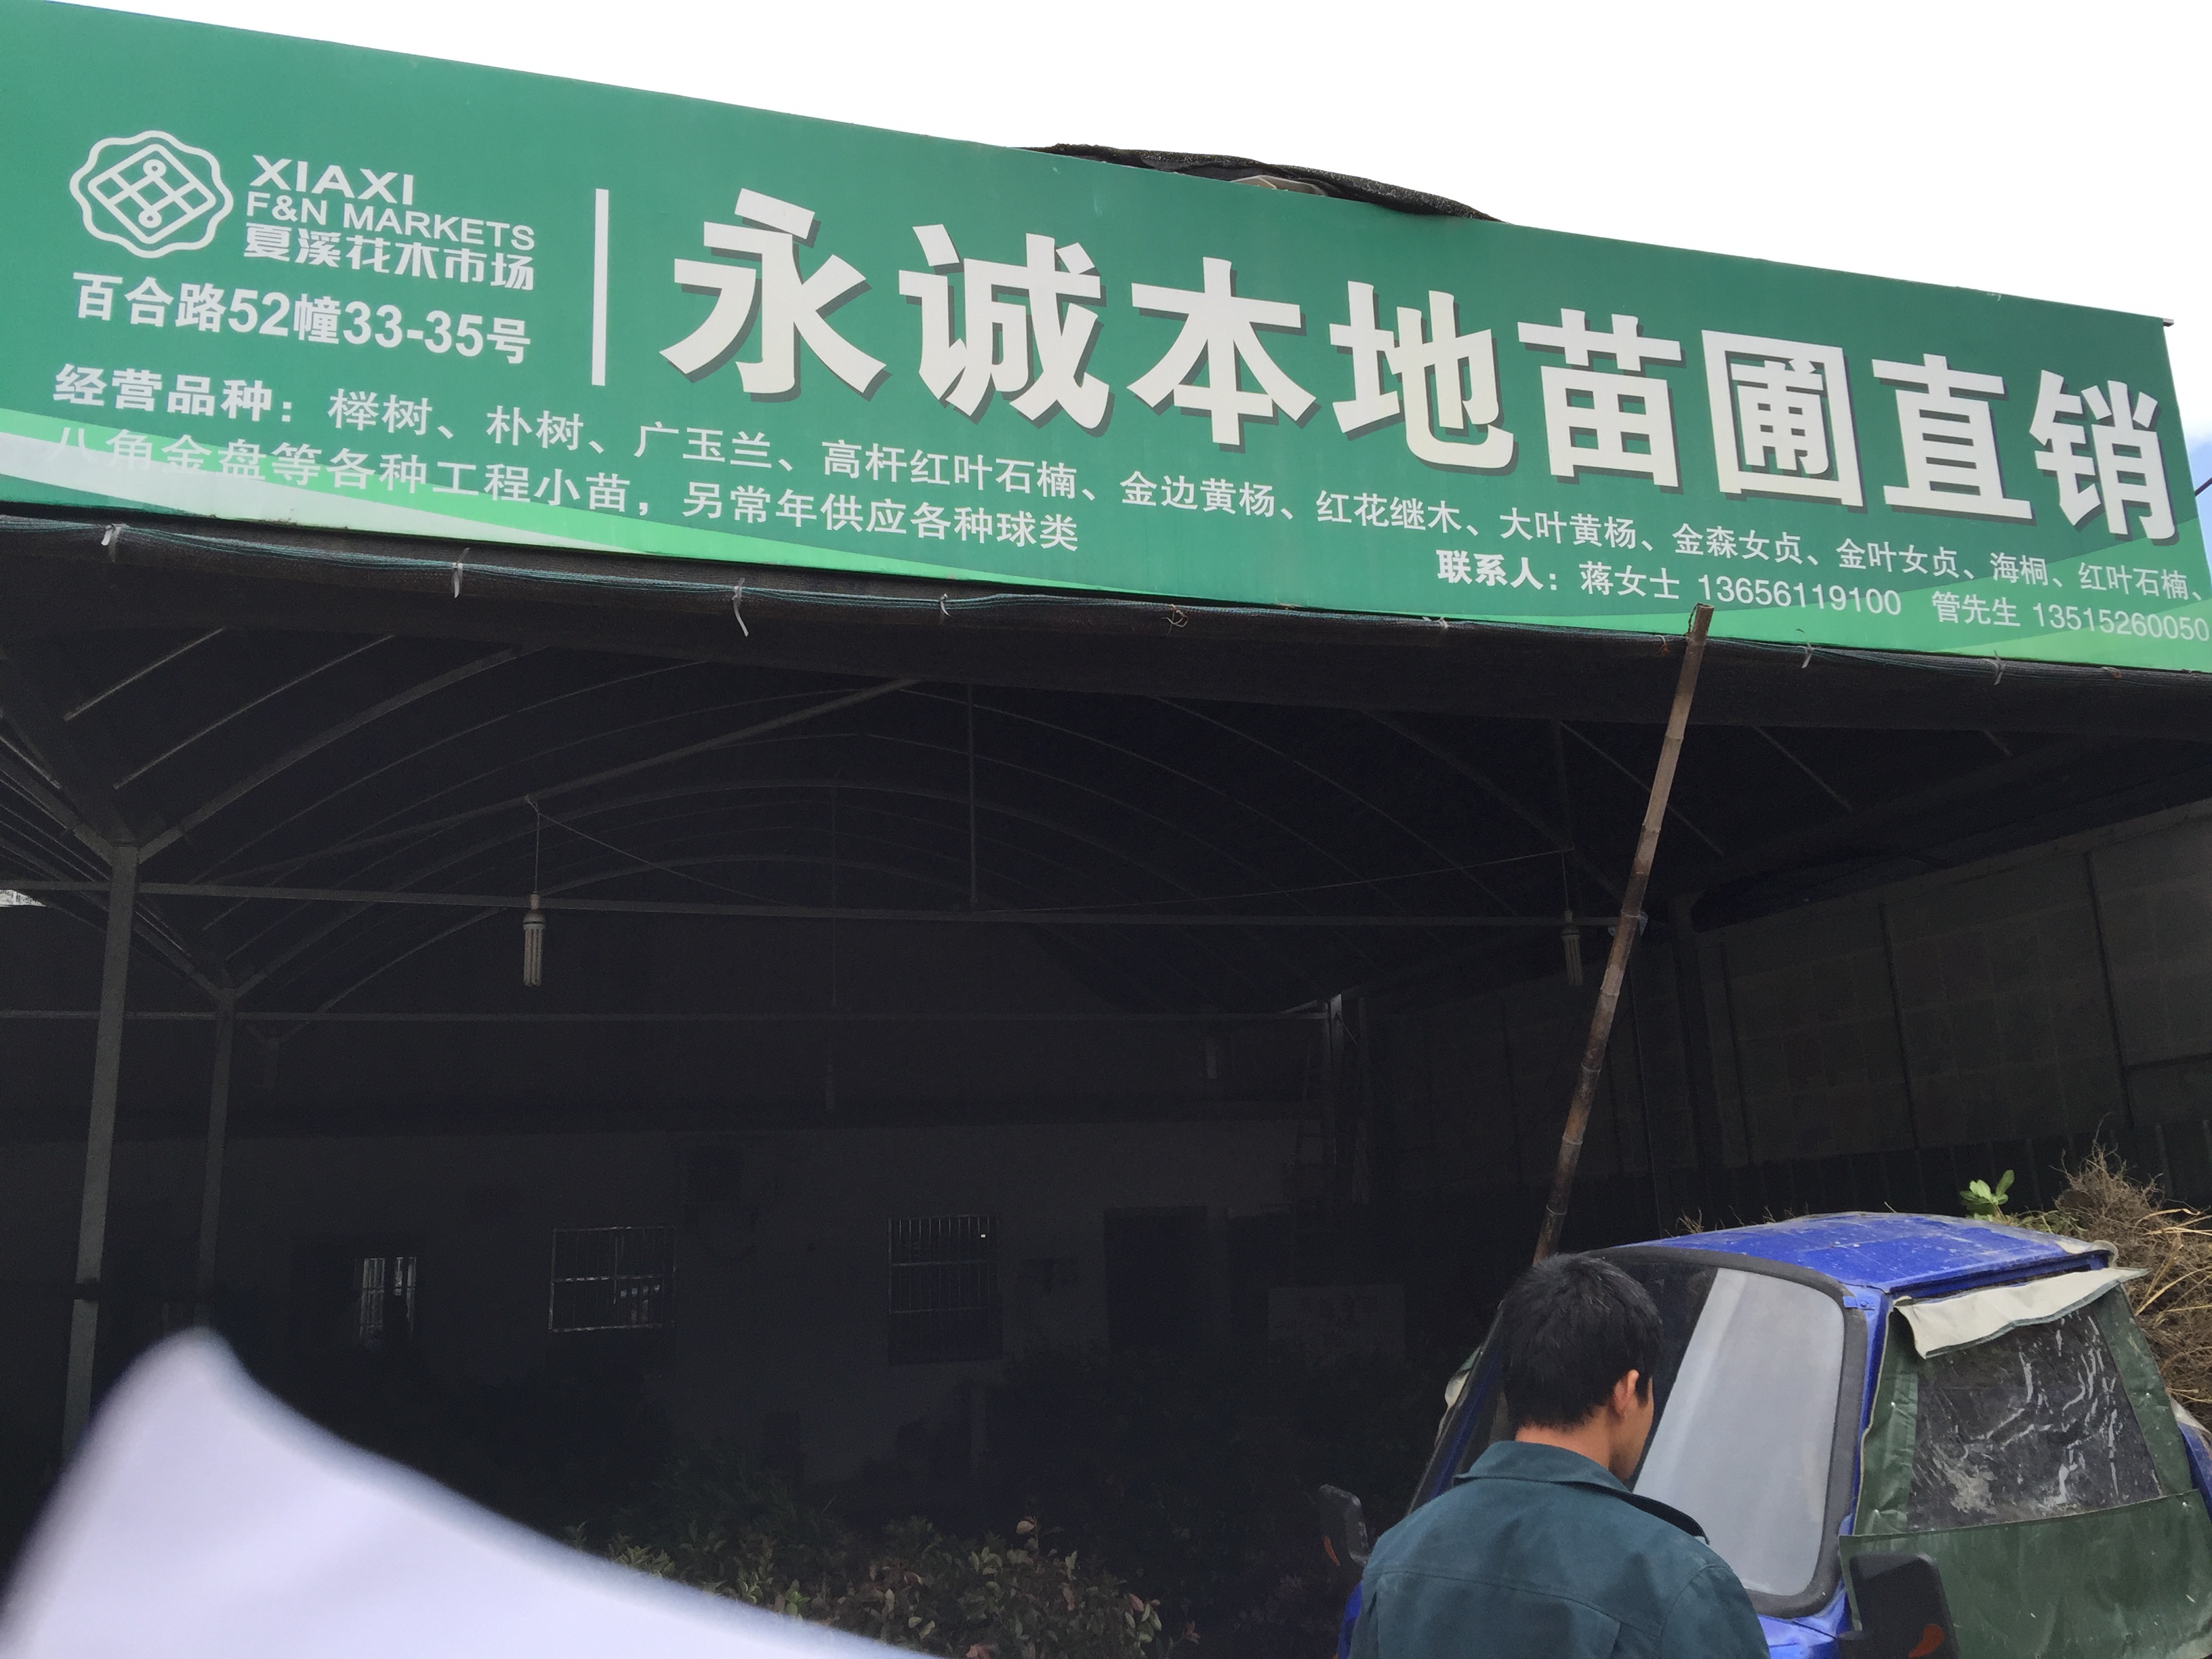 XIAXI
F&N MARKETS
夏溪花木市场
百合路52幢33-35号
永诚本地苗圃直销
经营品种：榉树、朴树、广玉兰、高杆红叶石楠、金边黄杨、红花继木、大叶黄杨、金森女贞、金叶女贞、海桐、红叶石楠、
八角金盘等各种工程小苗，另常年供应各种球类
联系人：蒋女士 13656119100 管先生 13515260050